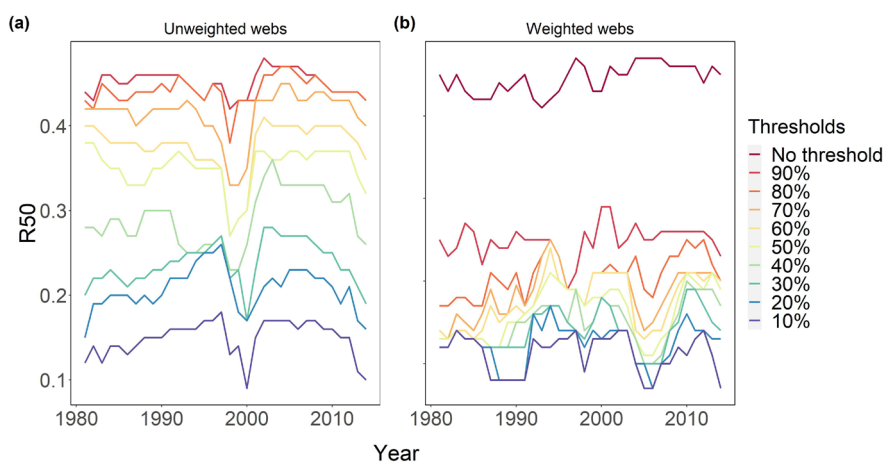 (a)
Unweighted webs
(b)
Weighted webs
R50
0.4
0.3
0.2
0.1
1980 1990 2000 2010
1980 1990 2000 2010
Year
Thresholds
No threshold
90%
80%
70%
60%
50%
40%
30%
20%
10%